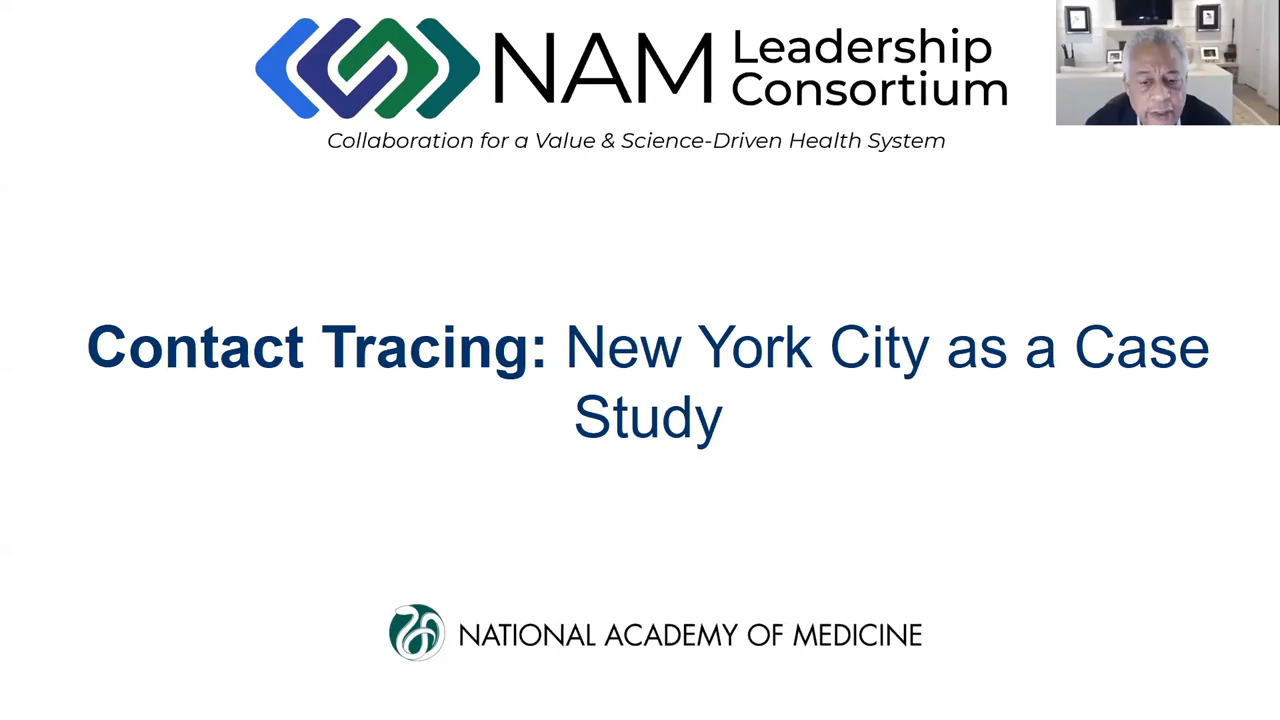 NAM Leadership
Consortium
Collaboration for a Value & Science-Driven Health System
Contact Tracing: New York City as a Case
Study
NATIONAL ACADEMY OF MEDICINE